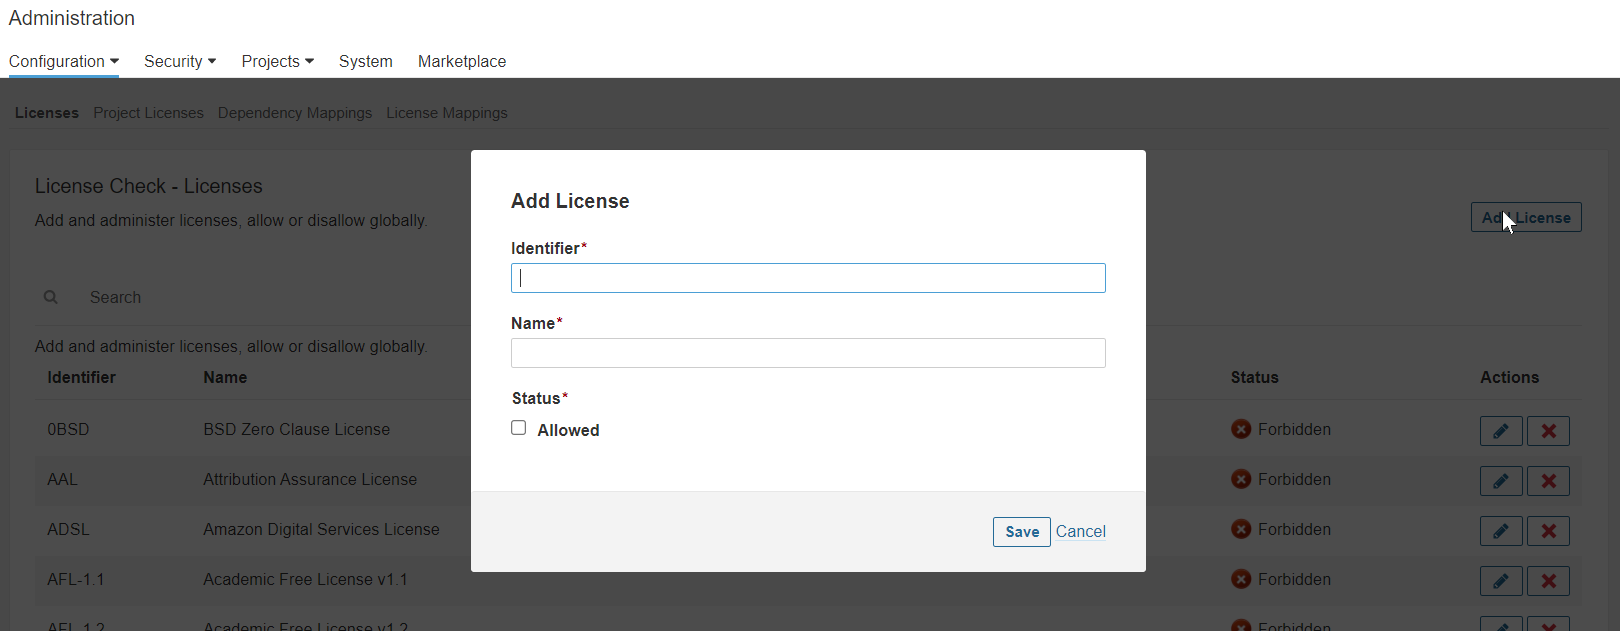 Administration
Configuration Security Projects System Marketplace
Licenses Project Licenses Dependency Mappings License Mappings
License Check - Licenses
Add and administer licenses, allow or disallow globally.
Add License
Search
Add and administer licenses, allow or disallow globally.
Identifier Name Status Actions
0BSD BSD Zero Clause License Forbidden
AAL Attribution Assurance License Forbidden
ADSL Amazon Digital Services License Forbidden
AFL-1.1 Academic Free License v1.1 Forbidden
AFL-1.2 Academic Free License v1.2 Forbidden
Add License
Identifier*
Name*
Status*
Allowed
Save Cancel